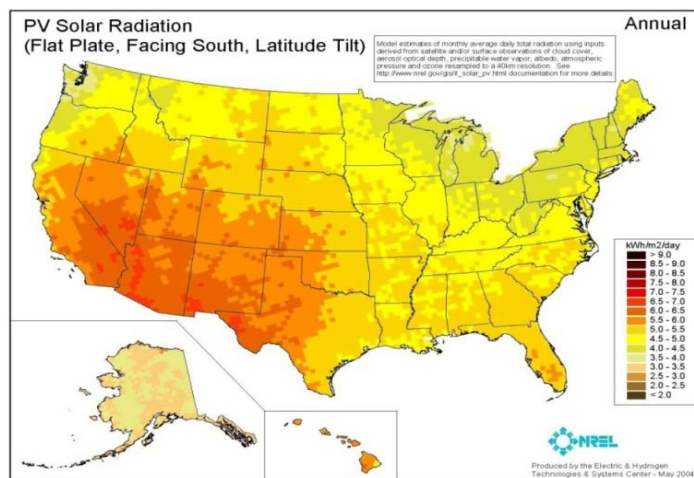 PV Solar Radiation
(Flat Plate, Facing South, Latitude Tilt)
Annual
Model estimates of monthly average daily total radiation using inputs
derived from satellite and/or surface observations of cloud cover,
aerosol optical depth, precipitable water vapor, albedo, atmospheric
pressure and ozone resampled to a 40km resolution. See
http://www.nrel.gov/gis/il_solar_pv.html documentation for more details.
kWh/m2/day
> 9.0
8.5 - 9.0
8.0 - 8.5
7.5 - 8.0
7.0 - 7.5
6.5 - 7.0
6.0 - 6.5
5.5 - 6.0
5.0 - 5.5
4.5 - 5.0
4.0 - 4.5
3.5 - 4.0
3.0 - 3.5
2.5 - 3.0
2.0 - 2.5
< 2.0
NREL
Produced by the Electric & Hydrogen
Technologies & Systems Center - May 2004